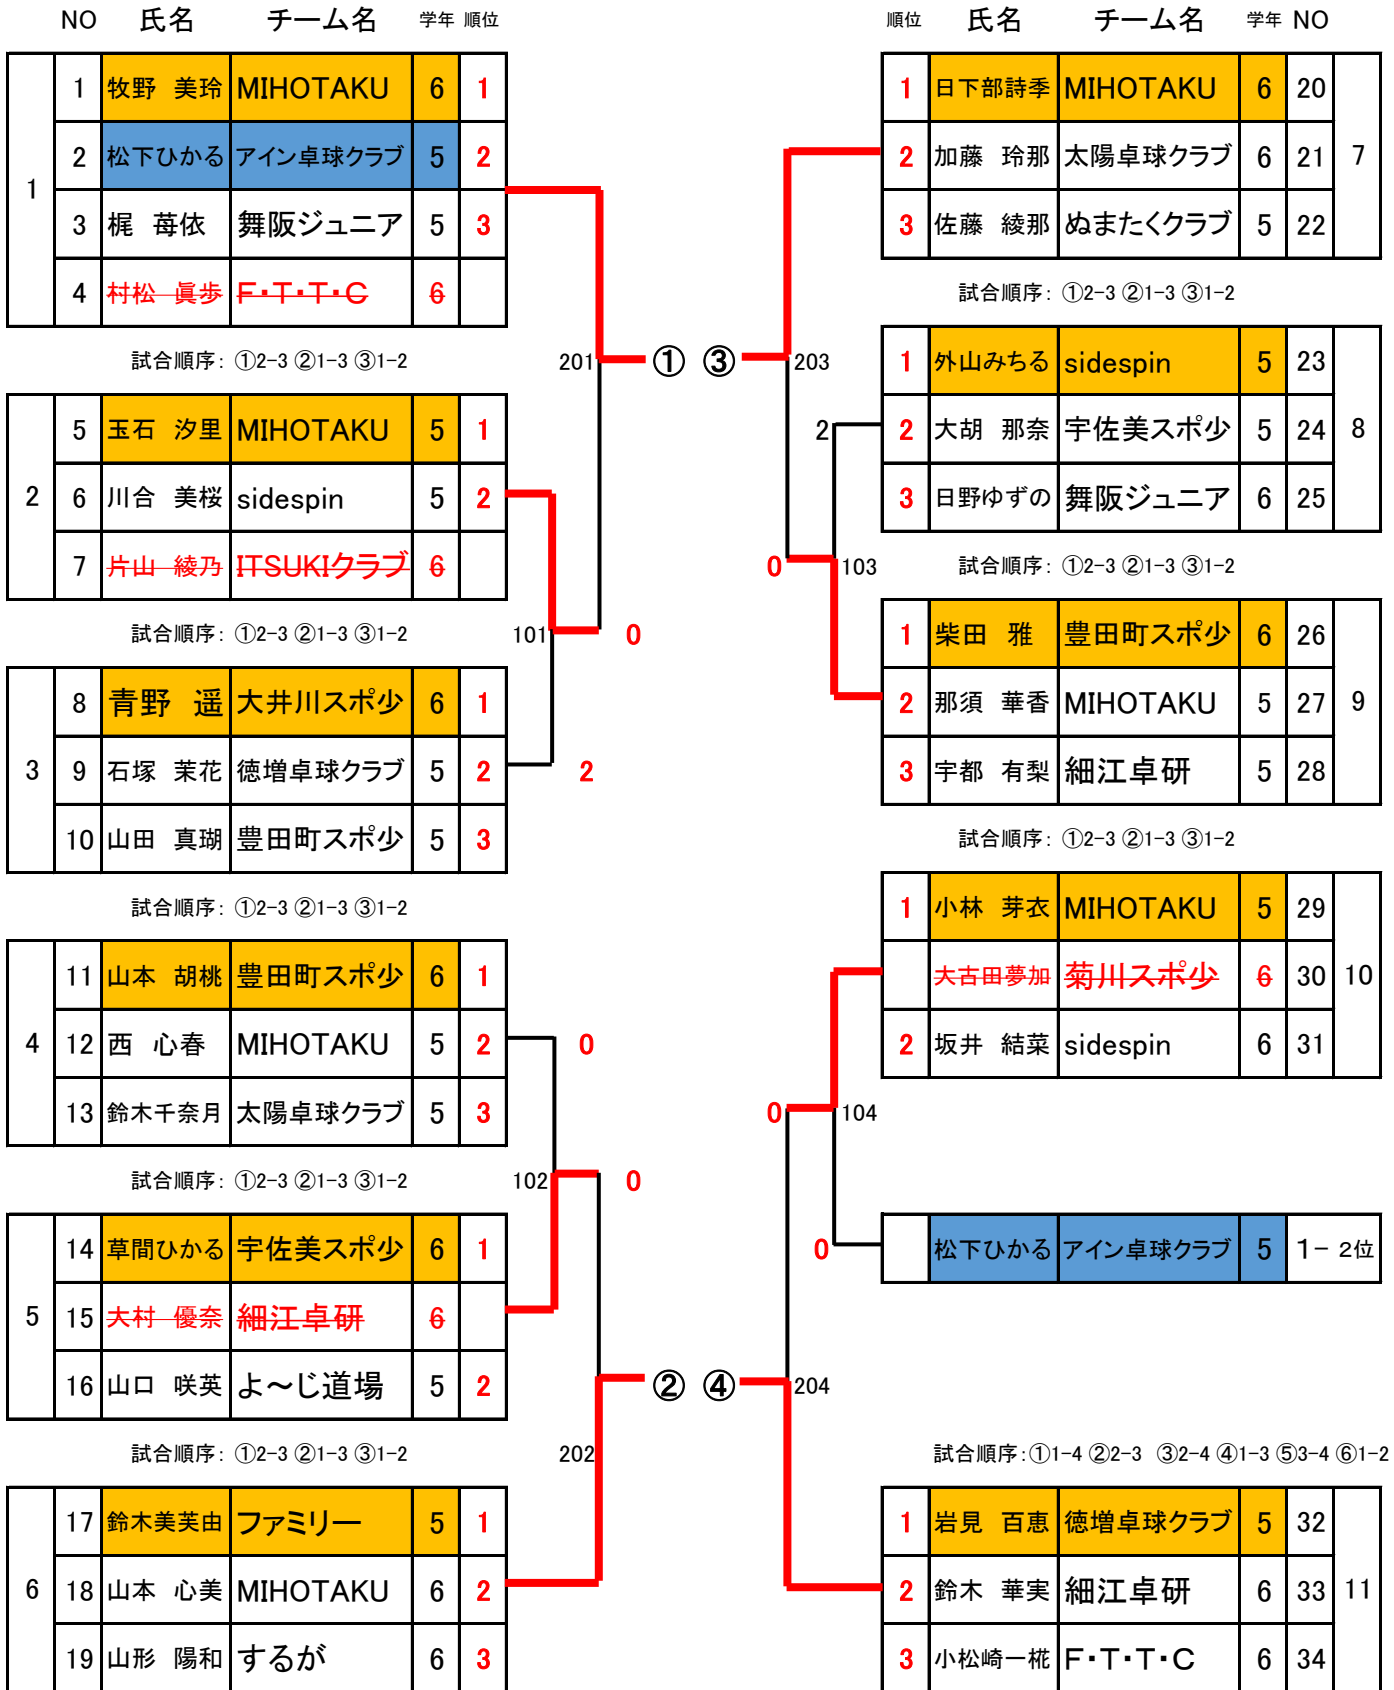 NO 氏名 チーム名 学年 順位
1
1 牧野 美玲 MIHOTAKU 6 1
2 松下ひかる アイン卓球クラブ 5 2
3 梶 苺依 舞阪ジュニア 5 3
4 村松 眞歩 F・T・T・C 6
試合順序: ①2-3 ②1-3 ③1-2
2
5 玉石 汐里 MIHOTAKU 5 1
6 川合 美桜 sidespin 5 2
7 片山 綾乃 ITSUKIクラブ 6
試合順序: ①2-3 ②1-3 ③1-2
3
8 青野 遥 大井川スポ少 6 1
9 石塚 茉花 徳増卓球クラブ 5 2
10 山田 真瑚 豊田町スポ少 5 3
試合順序: ①2-3 ②1-3 ③1-2
4
11 山本 胡桃 豊田町スポ少 6 1
12 西 心春 MIHOTAKU 5 2
13 鈴木千奈月 太陽卓球クラブ 5 3
試合順序: ①2-3 ②1-3 ③1-2
5
14 草間ひかる 宇佐美スポ少 6 1
15 大村 優奈 細江卓研 6
16 山口 咲英 よ～じ道場 5 2
試合順序: ①2-3 ②1-3 ③1-2
6
17 鈴木美芙由 ファミリー 5 1
18 山本 心美 MIHOTAKU 6 2
19 山形 陽和 するが 6 3
201
①
101
0
2
0
102
0
②
202
順位 氏名 チーム名 学年 NO
1 日下部詩季 MIHOTAKU 6 20
2 加藤 玲那 太陽卓球クラブ 6 21
7
3 佐藤 綾那 ぬまたくクラブ 5 22
試合順序: ①2-3 ②1-3 ③1-2
1 外山みちる sidespin 5 23
2 大胡 那奈 宇佐美スポ少 5 24
8
3 日野ゆずの 舞阪ジュニア 6 25
試合順序: ①2-3 ②1-3 ③1-2
1 柴田 雅 豊田町スポ少 6 26
2 那須 華香 MIHOTAKU 5 27
9
3 宇都 有梨 細江卓研 5 28
試合順序: ①2-3 ②1-3 ③1-2
1 小林 芽衣 MIHOTAKU 5 29
大古田夢加 菊川スポ少 6 30
10
2 坂井 結菜 sidespin 6 31
松下ひかる アイン卓球クラブ 5 1- 2位
試合順序:①1-4 ②2-3 ③2-4 ④1-3 ⑤3-4 ⑥1-2
1 岩見 百恵 徳増卓球クラブ 5 32
2 鈴木 華実 細江卓研 6 33
11
3 小松崎一椛 F・T・T・C 6 34
③
203
2
0
103
0
104
0
④
204